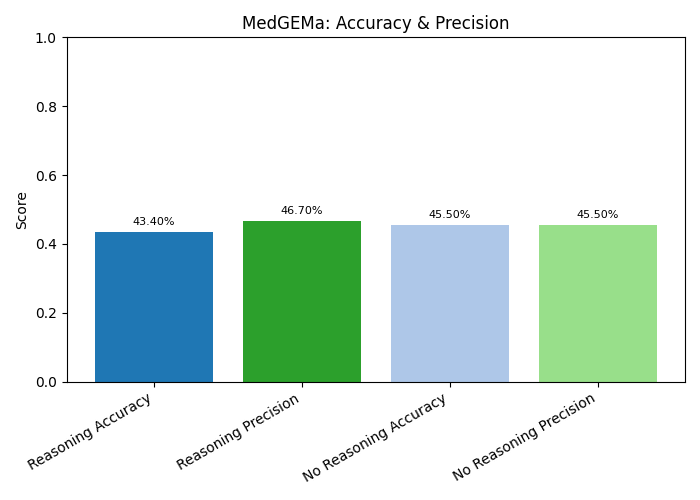 MedGEMa: Accuracy & Precision
Score
1.0
0.8
0.6
0.4
0.2
0.0
43.40%
46.70%
45.50%
45.50%
Reasoning Accuracy
Reasoning Precision
No Reasoning Accuracy
No Reasoning Precision